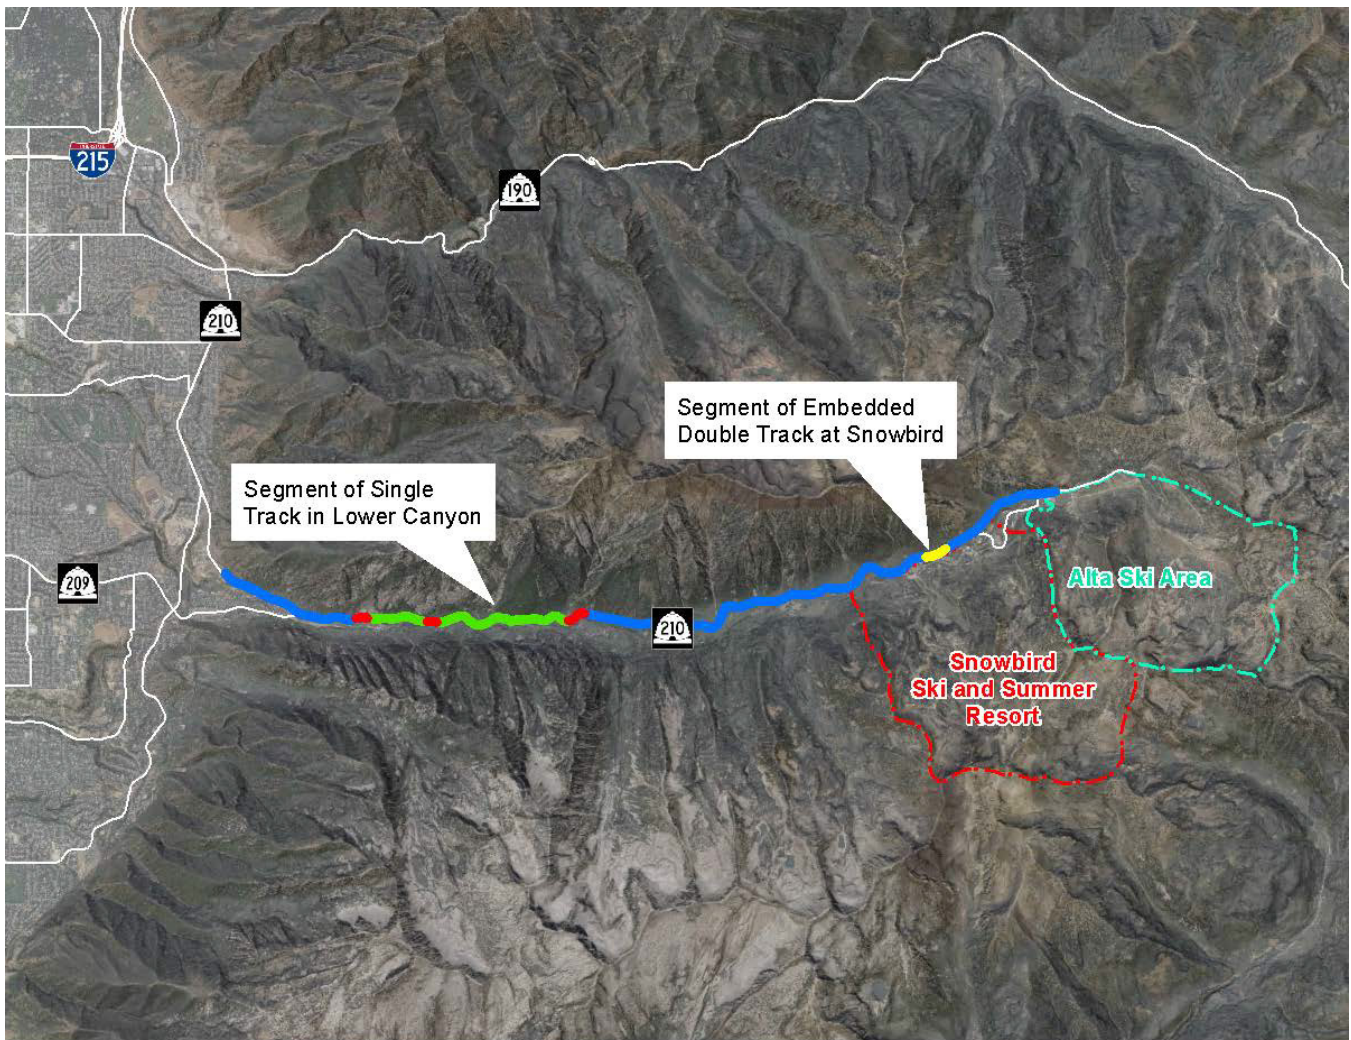 INTERSTATE
215
190
210
Segment of Embedded
Double Track at Snowbird
Segment of Single
Track in Lower Canyon
209
Alta Ski Area
210
Snowbird
Ski and Summer
Resort